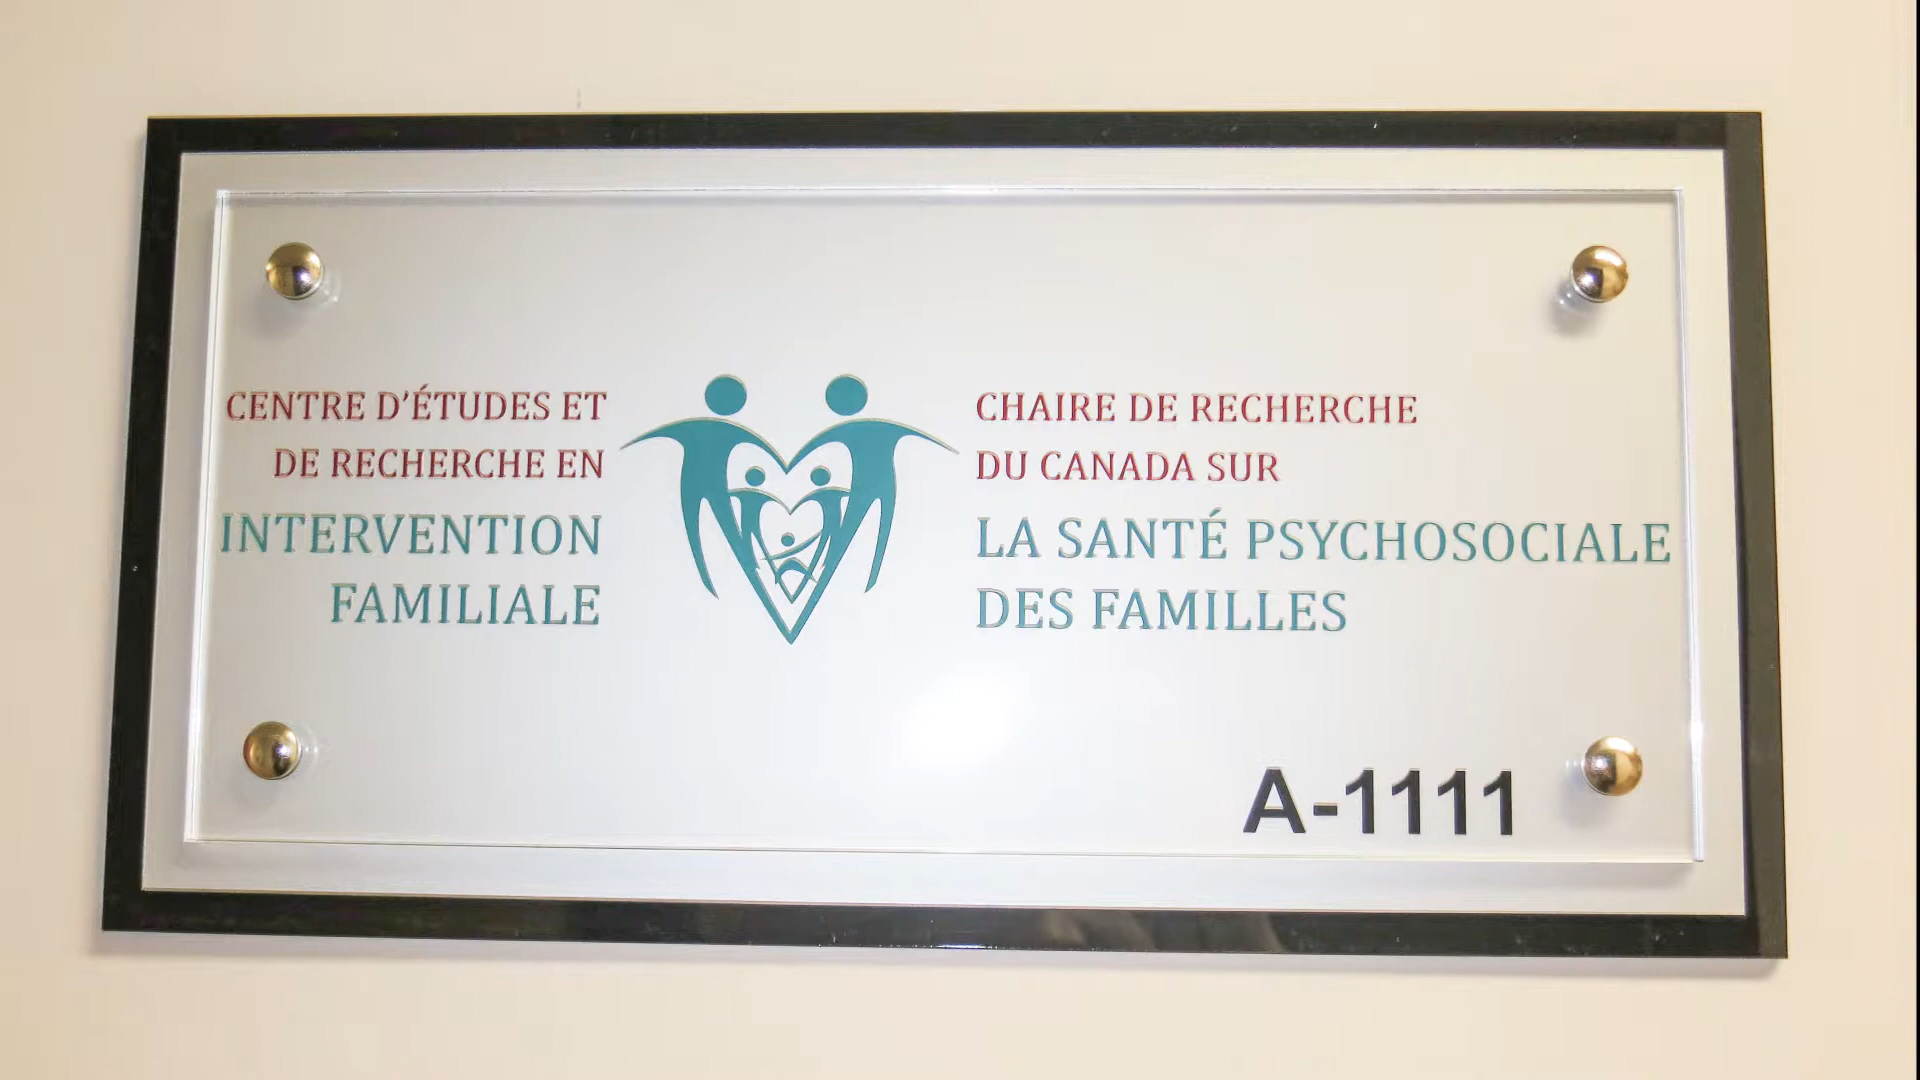 CENTRE D'ÉTUDES ET
DE RECHERCHE EN
INTERVENTION
FAMILIALE
CHAIRE DE RECHERCHE
DU CANADA SUR
LA SANTÉ PSYCHOSOCIALE
DES FAMILLES
A-1111